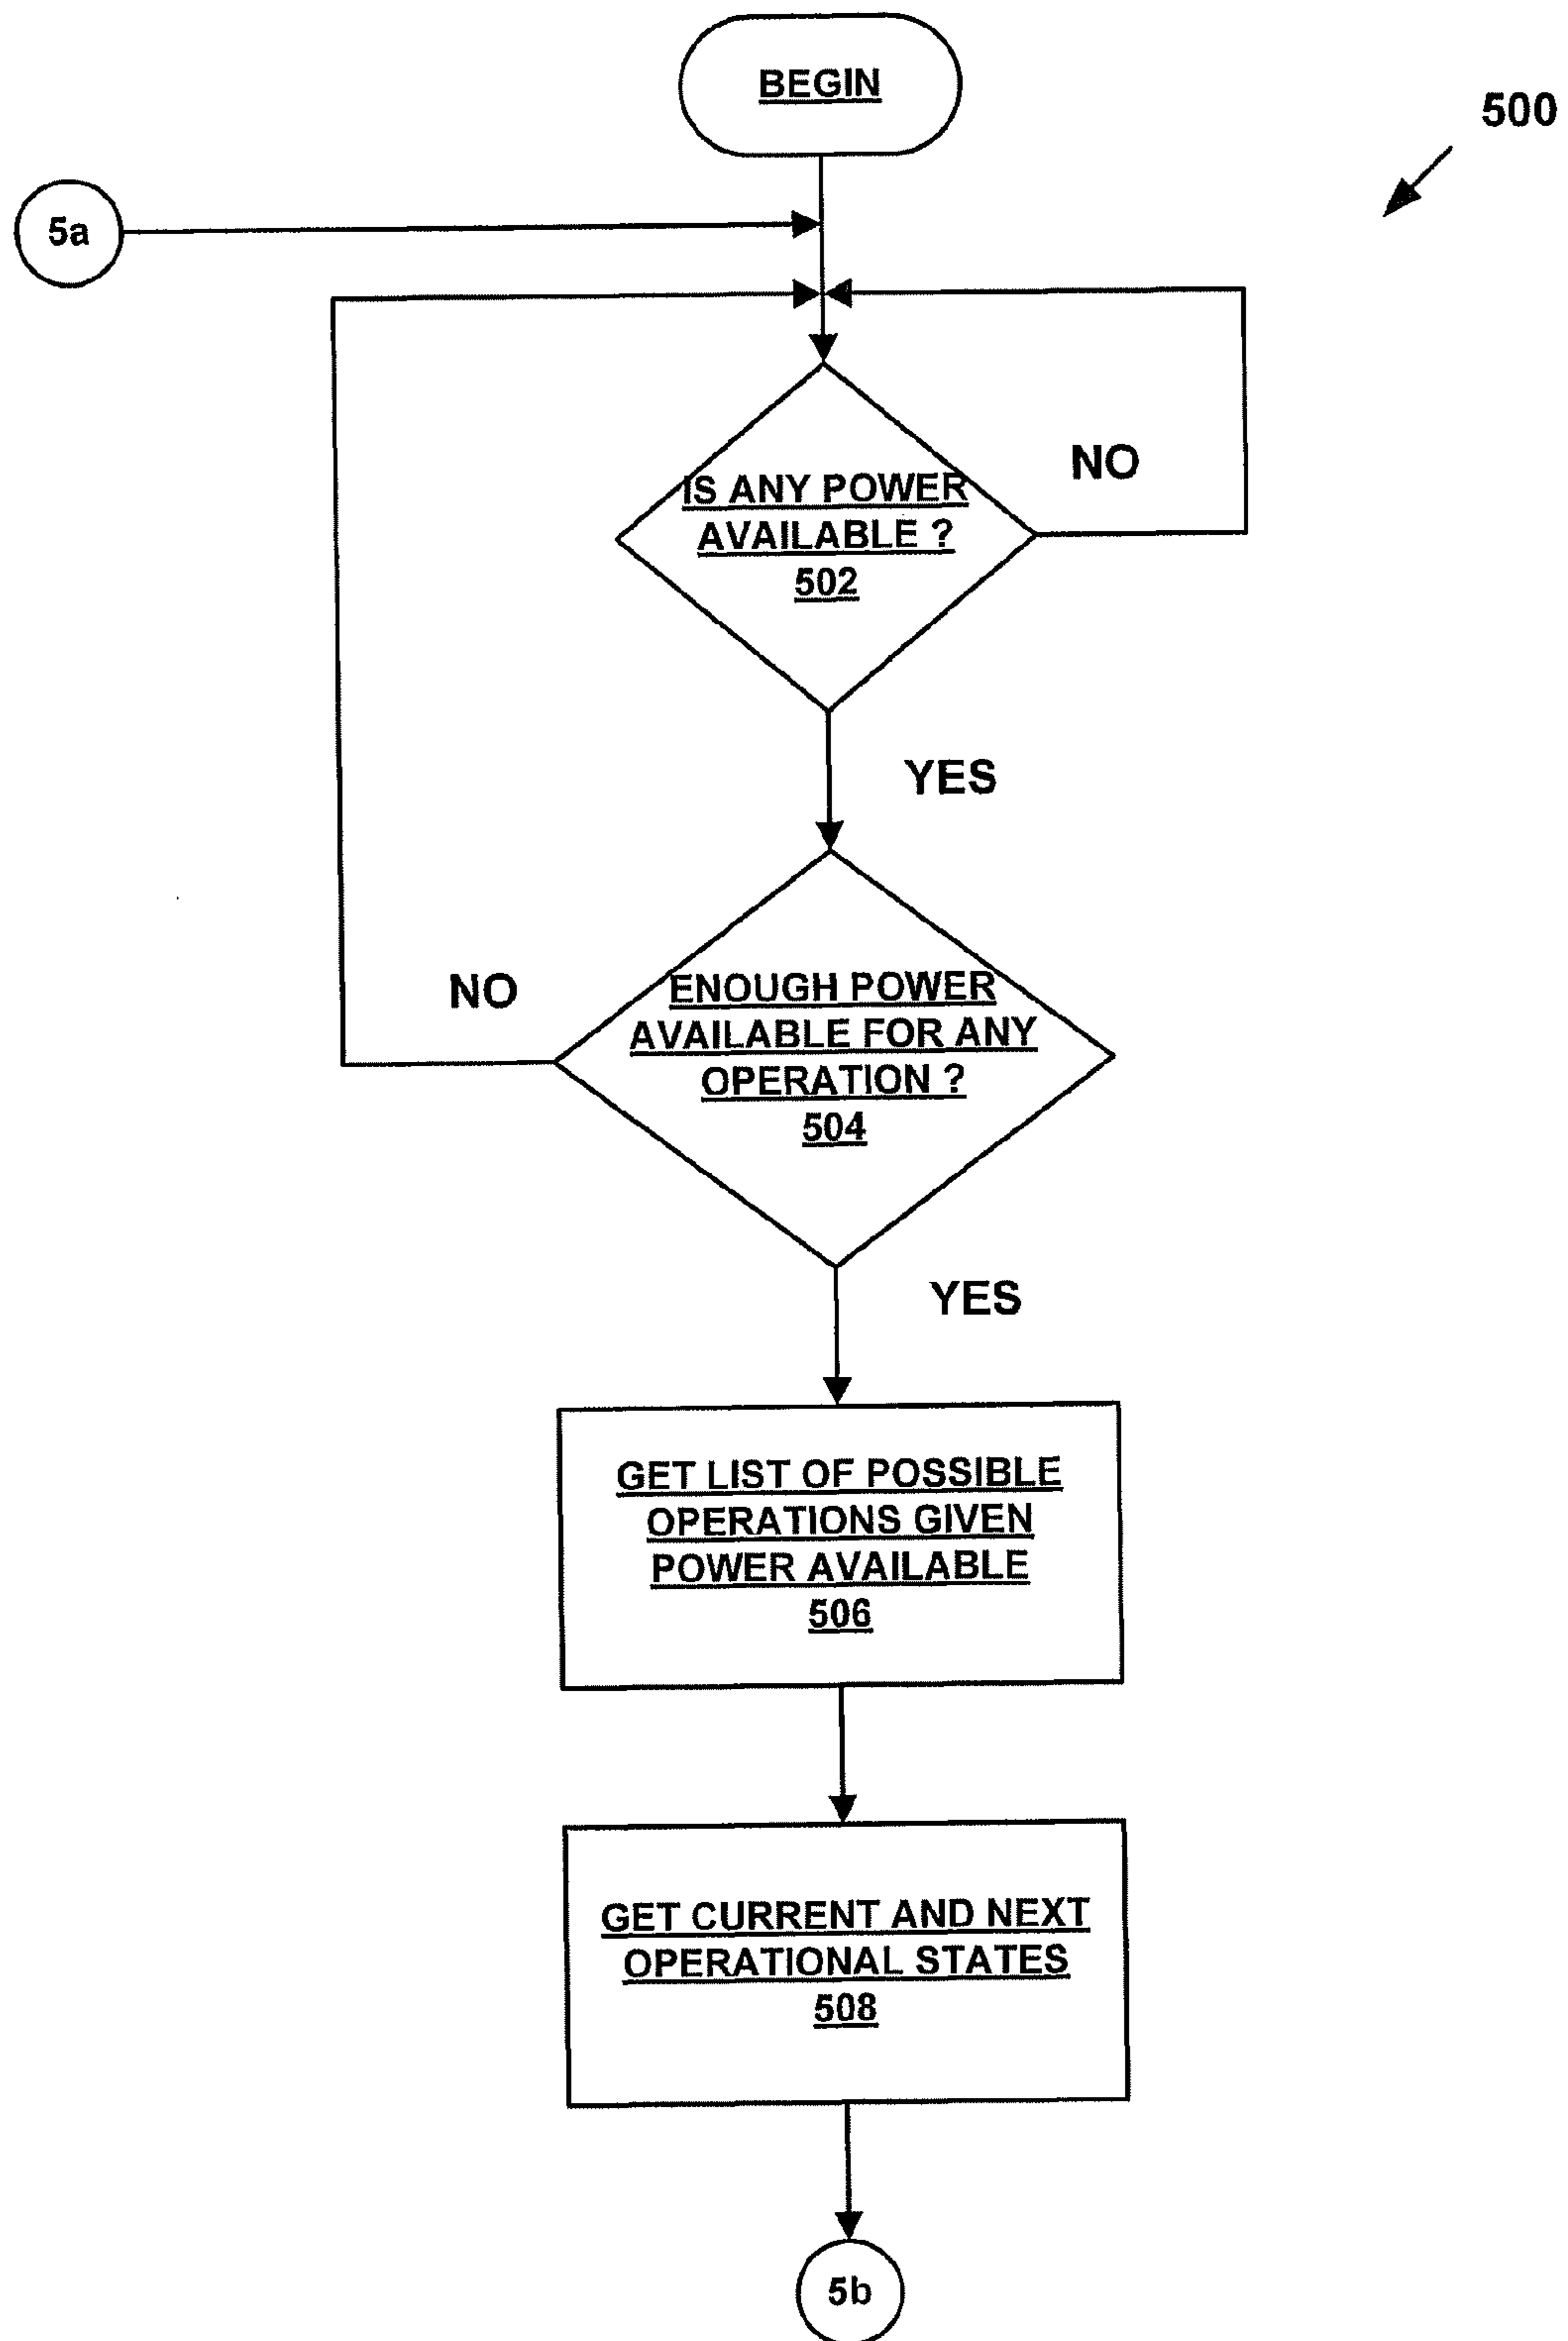 BEGIN
500
5a
IS ANY POWER
AVAILABLE ?
502
NO
YES
NO
ENOUGH POWER
AVAILABLE FOR ANY
OPERATION ?
504
YES
GET LIST OF POSSIBLE
OPERATIONS GIVEN
POWER AVAILABLE
506
GET CURRENT AND NEXT
OPERATIONAL STATES
508
5b